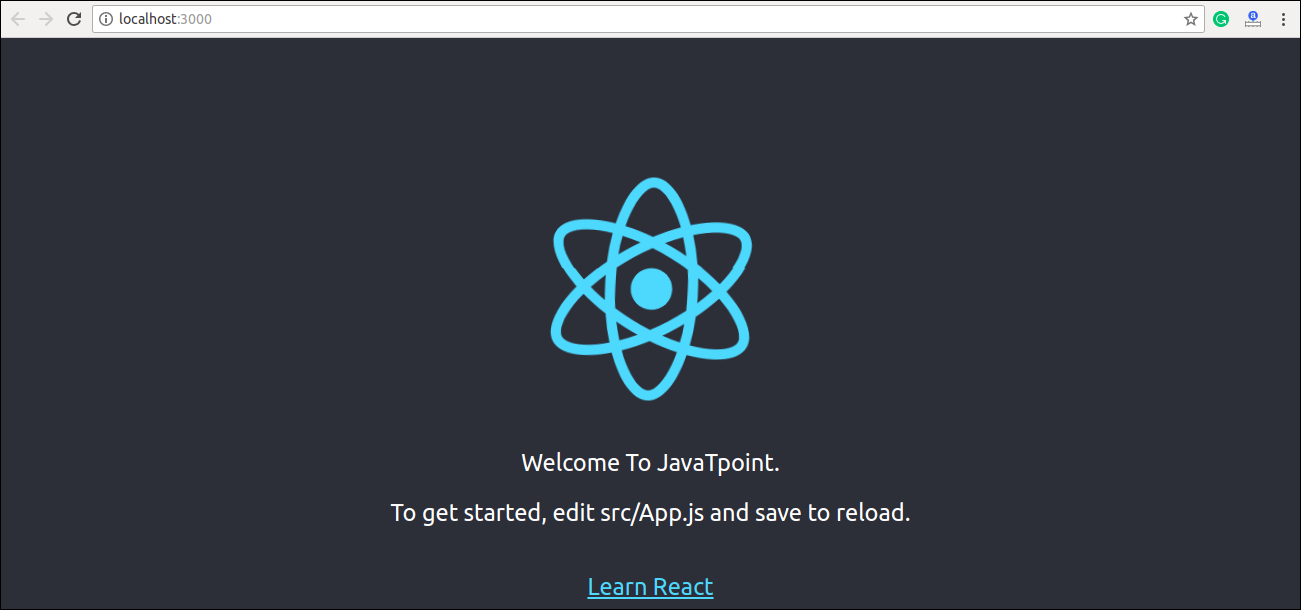 localhost:3000
Welcome To JavaTpoint.
To get started, edit src/App.js and save to reload.
Learn React